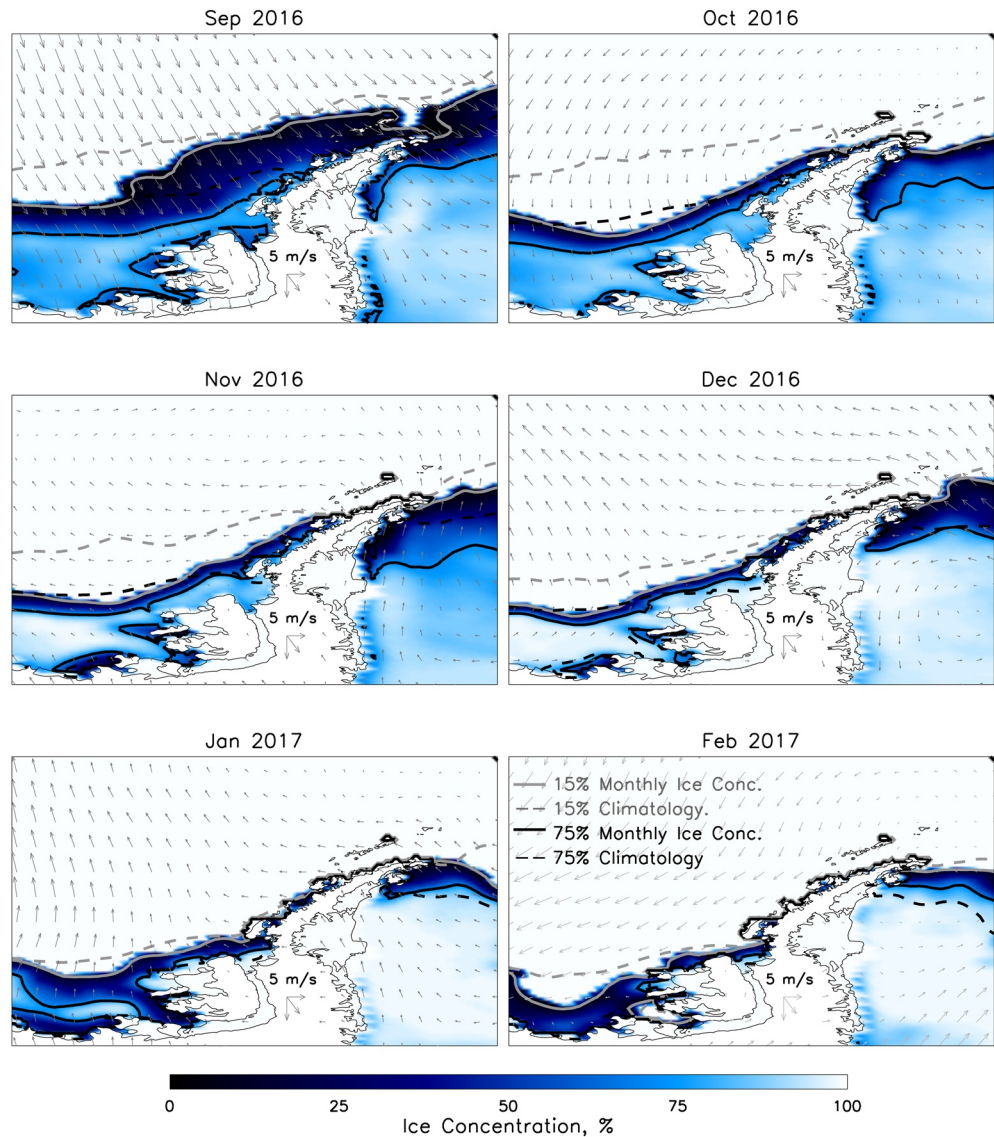 Sep 2016
Oct 2016
5 m/s
5 m/s
Nov 2016
Dec 2016
5 m/s
5 m/s
Jan 2017
Feb 2017
15% Monthly Ice Conc.
15% Climatology.
75% Monthly Ice Conc.
75% Climatology
5 m/s
5 m/s
0 25 50 75 100
Ice Concentration, %